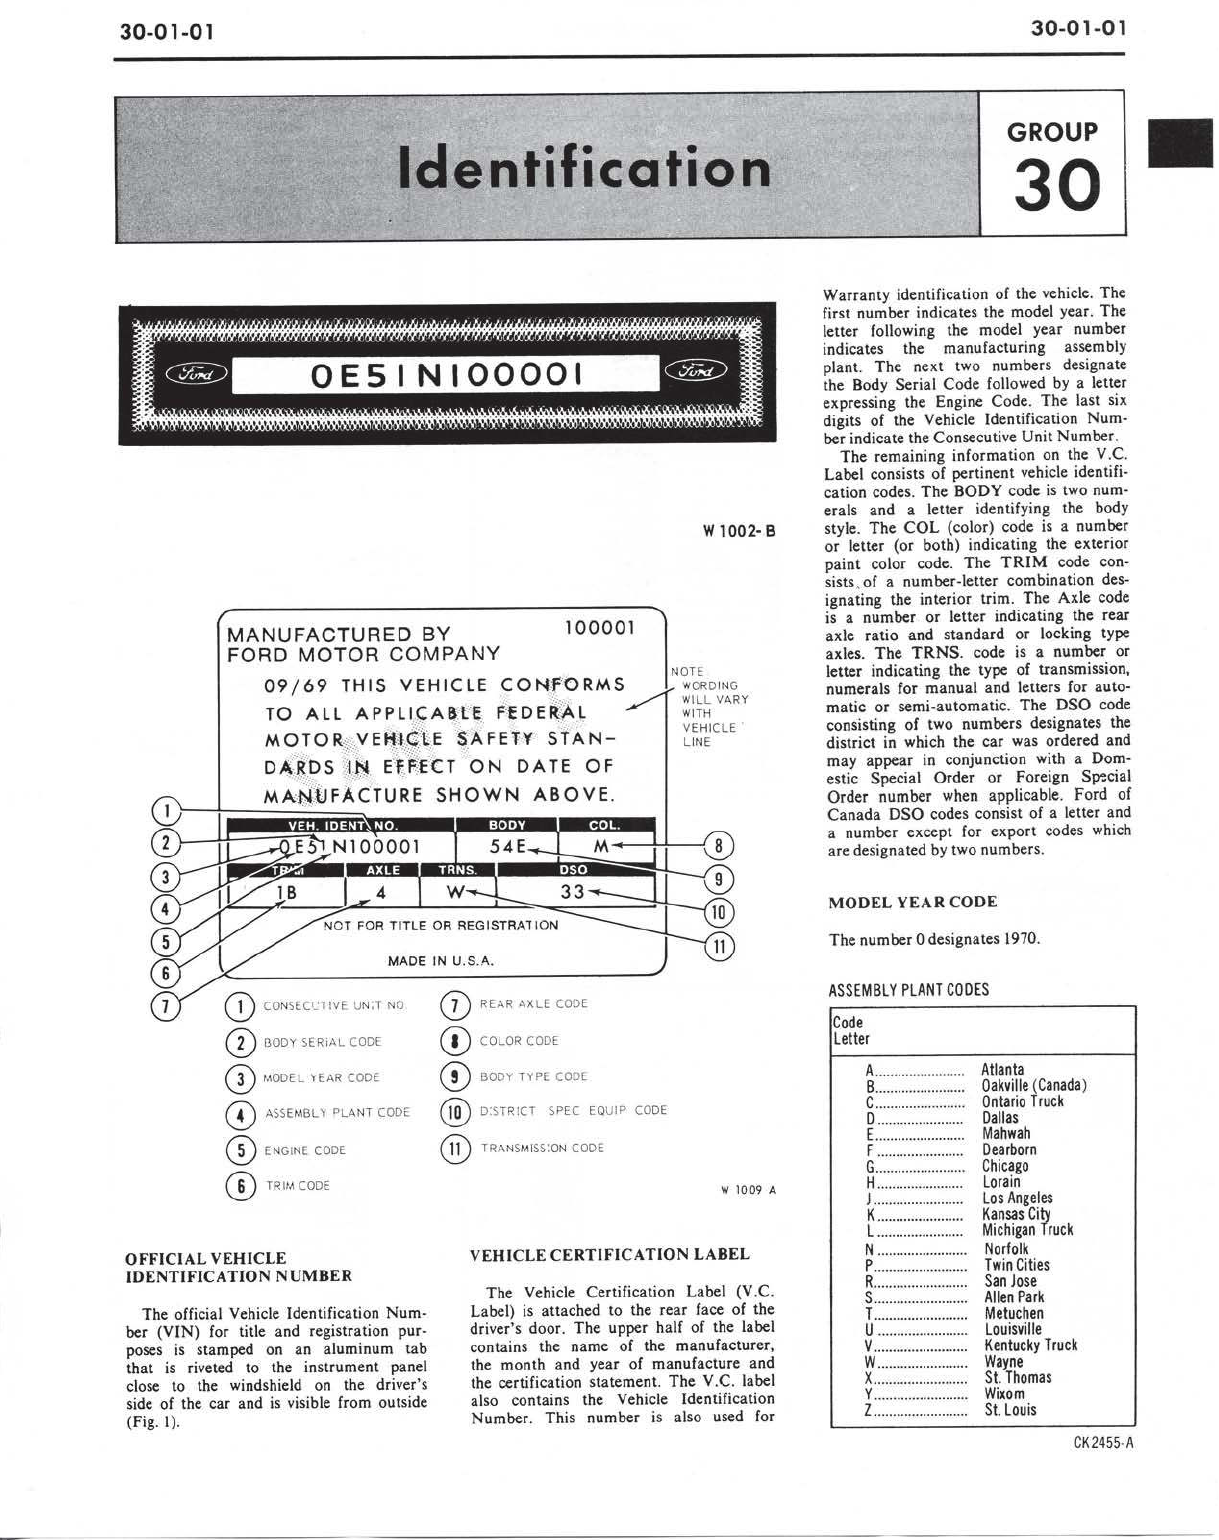 30-01-01
30-01-01
Identification
GROUP
30
Ford
0E51N100001
Ford
W 1002- B
MANUFACTURED BY
100001
FORD MOTOR COMPANY
09/69 THIS VEHICLE CONFORMS
TO ALL APPLICABLE FEDERAL
MOTOR VEHICLE SAFETY STAN-
DARDS IN EFFECT ON DATE OF
MANUFACTURE SHOWN ABOVE.
NOTE:
WORDING
WILL VARY
WITH
VEHICLE
LINE
VEH. IDENT. NO.
BODY
COL.
0E51N100001
54E
M
TRIM
AXLE
TRNS.
DSO
1B
4
W
33
NOT FOR TITLE OR REGISTRATION
MADE IN U.S.A.
1
2
3
4
5
6
7
8
9
10
11
1 CONSECUTIVE UNIT NO.
2 BODY SERIAL CODE
3 MODEL YEAR CODE
4 ASSEMBLY PLANT CODE
5 ENGINE CODE
6 TRIM CODE
7 REAR AXLE CODE
8 COLOR CODE
9 BODY TYPE CODE
10 DISTRICT SPEC EQUIP CODE
11 TRANSMISSION CODE
W 1009 A
OFFICIAL VEHICLE
IDENTIFICATION NUMBER
The official Vehicle Identification Num-
ber (VIN) for title and registration pur-
poses is stamped on an aluminum tab
that is riveted to the instrument panel
close to the windshield on the driver's
side of the car and is visible from outside
(Fig. 1).
VEHICLE CERTIFICATION LABEL
The Vehicle Certification Label (V.C.
Label) is attached to the rear face of the
driver's door. The upper half of the label
contains the name of the manufacturer,
the month and year of manufacture and
the certification statement. The V.C. label
also contains the Vehicle Identification
Number. This number is also used for
Warranty identification of the vehicle. The
first number indicates the model year. The
letter following the model year number
indicates the manufacturing assembly
plant. The next two numbers designate
the Body Serial Code followed by a letter
expressing the Engine Code. The last six
digits of the Vehicle Identification Num-
ber indicate the Consecutive Unit Number.
The remaining information on the V.C.
Label consists of pertinent vehicle identifi-
cation codes. The BODY code is two num-
erals and a letter identifying the body
style. The COL (color) code is a number
or letter (or both) indicating the exterior
paint color code. The TRIM code con-
sists of a number-letter combination des-
ignating the interior trim. The Axle code
is a number or letter indicating the rear
axle ratio and standard or locking type
axles. The TRNS. code is a number or
letter indicating the type of transmission,
numerals for manual and letters for auto-
matic or semi-automatic. The DSO code
consisting of two numbers designates the
district in which the car was ordered and
may appear in conjunction with a Dom-
estic Special Order or Foreign Special
Order number when applicable. Ford of
Canada DSO codes consist of a letter and
a number except for export codes which
are designated by two numbers.
MODEL YEAR CODE
The number 0 designates 1970.
ASSEMBLY PLANT CODES
Code
Letter
A........................ Atlanta
B........................ Oakville (Canada)
C........................ Ontario Truck
D........................ Dallas
E........................ Mahwah
F........................ Dearborn
G........................ Chicago
H........................ Lorain
J........................ Los Angeles
K........................ Kansas City
L........................ Michigan Truck
N........................ Norfolk
P........................ Twin Cities
R........................ San Jose
S........................ Allen Park
T........................ Metuchen
U........................ Louisville
V........................ Kentucky Truck
W........................ Wayne
X........................ St. Thomas
Y........................ Wixom
Z........................ St. Louis
CK2455-A